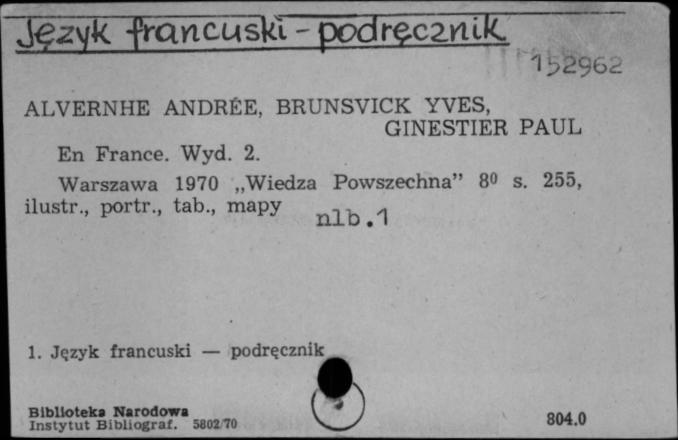 Język francuski - podręcznik
152962
ALVERNHE ANDRÉE, BRUNSVICK YVES,
GINESTIER PAUL
En France. Wyd. 2.
Warszawa 1970 „Wiedza Powszechna” 8⁰ s. 255,
ilustr., portr., tab., mapy nlb.1
1. Język francuski — podręcznik
Biblioteka Narodowa
Instytut Bibliograf. 5802/70
804.0